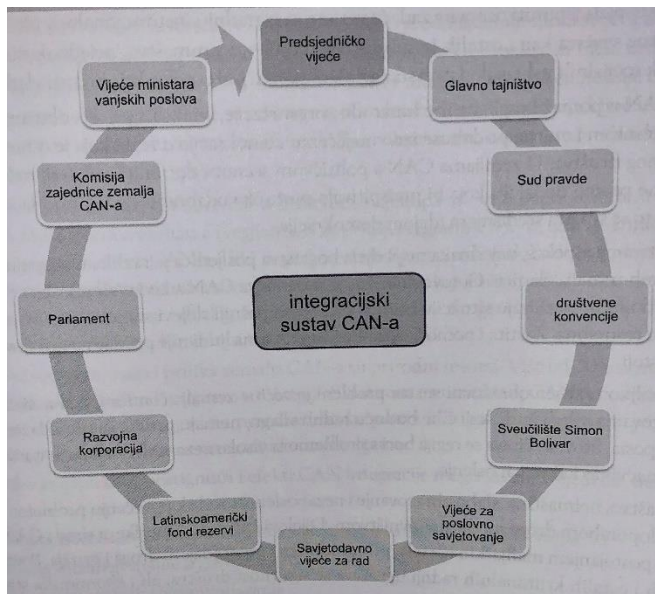 Predsjedničko
vijeće
Glavno tajništvo
Sud pravde
društvene
konvencije
Sveučilište Simon
Bolivar
Vijeće za
poslovno
savjetovanje
Savjetodavno
vijeće za rad
Latinskoamerički
fond rezervi
Razvojna
korporacija
Parlament
Komisija
zajednice zemalja
CAN-a
Vijeće ministara
vanjskih poslova
integracijski
sustav CAN-a